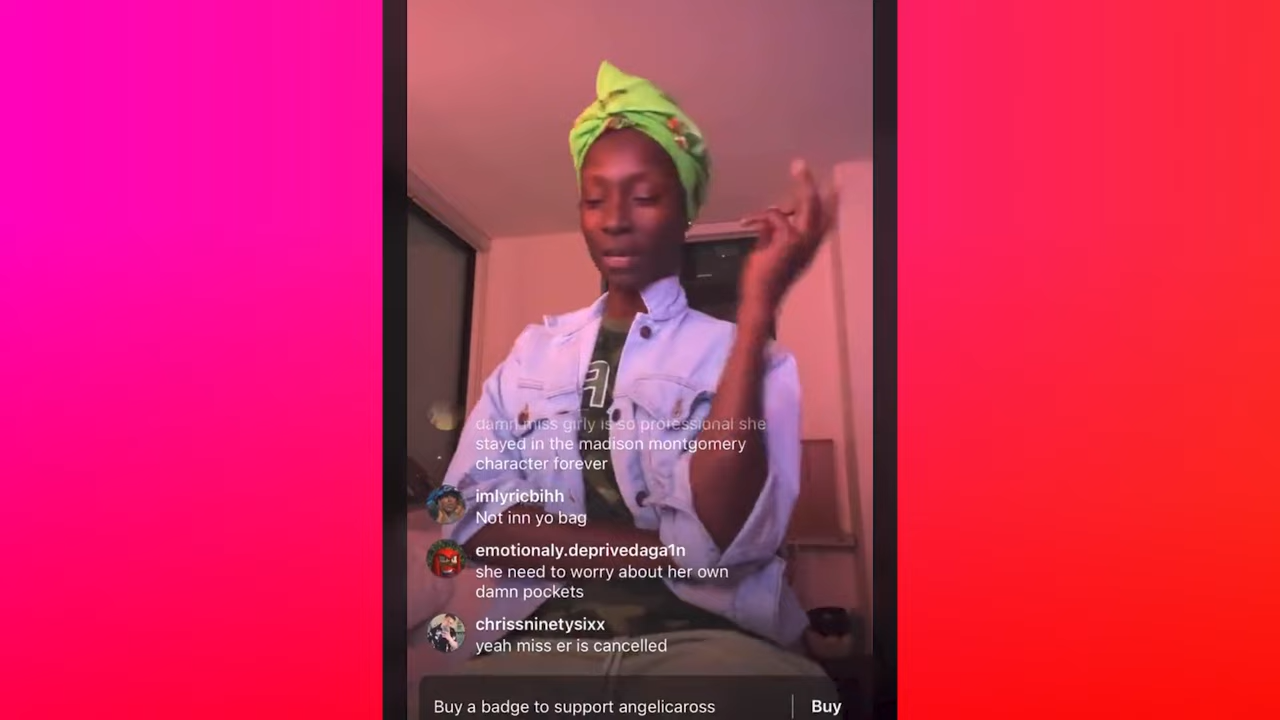 damn miss girly is so professional she
stayed in the madison montgomery
character forever
imlyricbihh
Not inn yo bag
emotionaly.deprivedaga1n
she need to worry about her own
damn pockets
chrissninetysixx
yeah miss er is cancelled
Buy a badge to support angelicaross
Buy